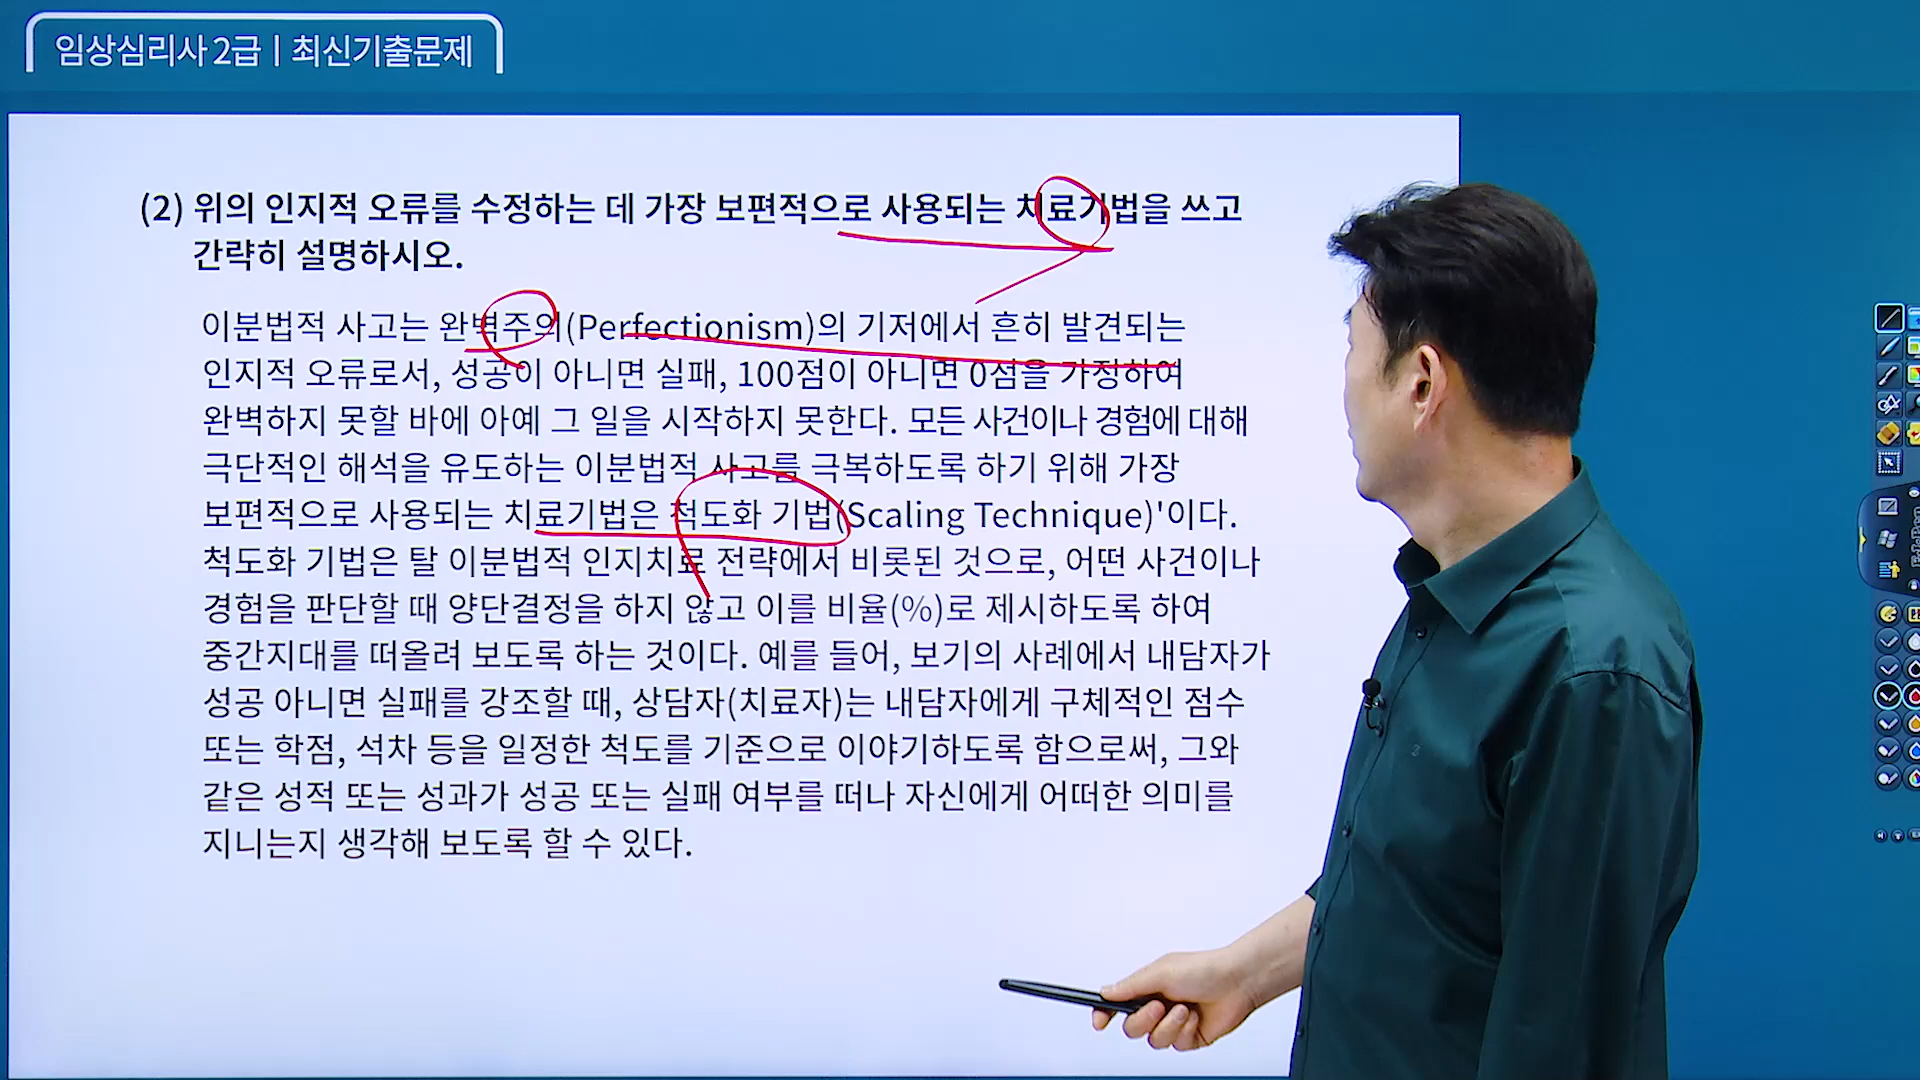 임상심리사 2급 | 최신기출문제
(2) 위의 인지적 오류를 수정하는 데 가장 보편적으로 사용되는 치료기법을 쓰고
간략히 설명하시오.
이분법적 사고는 완벽주의(Perfectionism)의 기저에서 흔히 발견되는
인지적 오류로서, 성공이 아니면 실패, 100점이 아니면 0점을 가정하여
완벽하지 못할 바에 아예 그 일을 시작하지 못한다. 모든 사건이나 경험에 대해
극단적인 해석을 유도하는 이분법적 사고를 극복하도록 하기 위해 가장
보편적으로 사용되는 치료기법은 척도화 기법(Scaling Technique)'이다.
척도화 기법은 탈 이분법적 인지치료 전략에서 비롯된 것으로, 어떤 사건이나
경험을 판단할 때 양단결정을 하지 않고 이를 비율(%)로 제시하도록 하여
중간지대를 떠올려 보도록 하는 것이다. 예를 들어, 보기의 사례에서 내담자가
성공 아니면 실패를 강조할 때, 상담자(치료자)는 내담자에게 구체적인 점수
또는 학점, 석차 등을 일정한 척도를 기준으로 이야기하도록 함으로써, 그와
같은 성적 또는 성과가 성공 또는 실패 여부를 떠나 자신에게 어떠한 의미를
지니는지 생각해 보도록 할 수 있다.